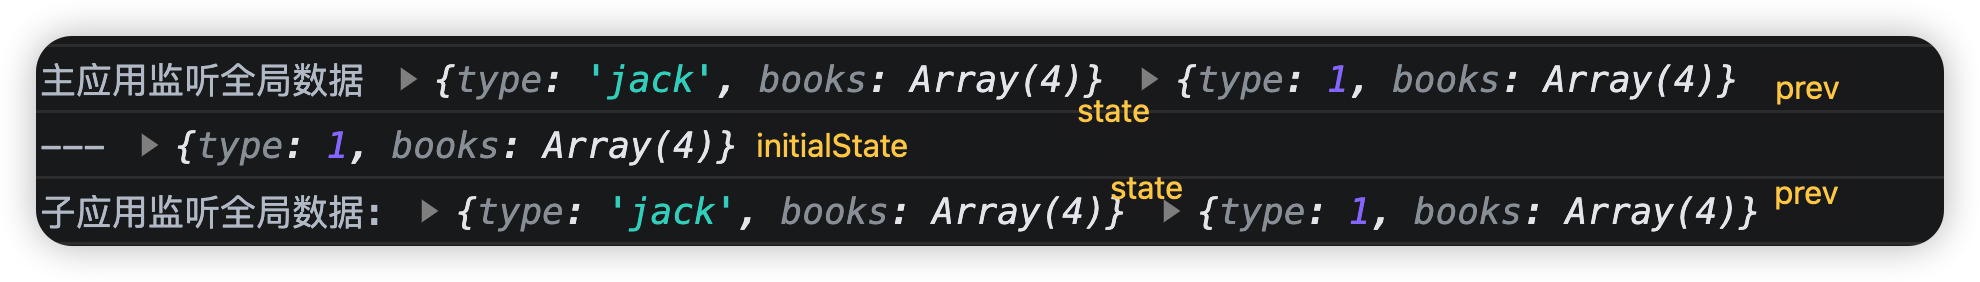 主应用监听全局数据 ▶ {type: 'jack', books: Array(4)} ▶ {type: 1, books: Array(4)} prev
state
--- ▶ {type: 1, books: Array(4)} initialState
state
子应用监听全局数据: ▶ {type: 'jack', books: Array(4)} ▶ {type: 1, books: Array(4)} prev